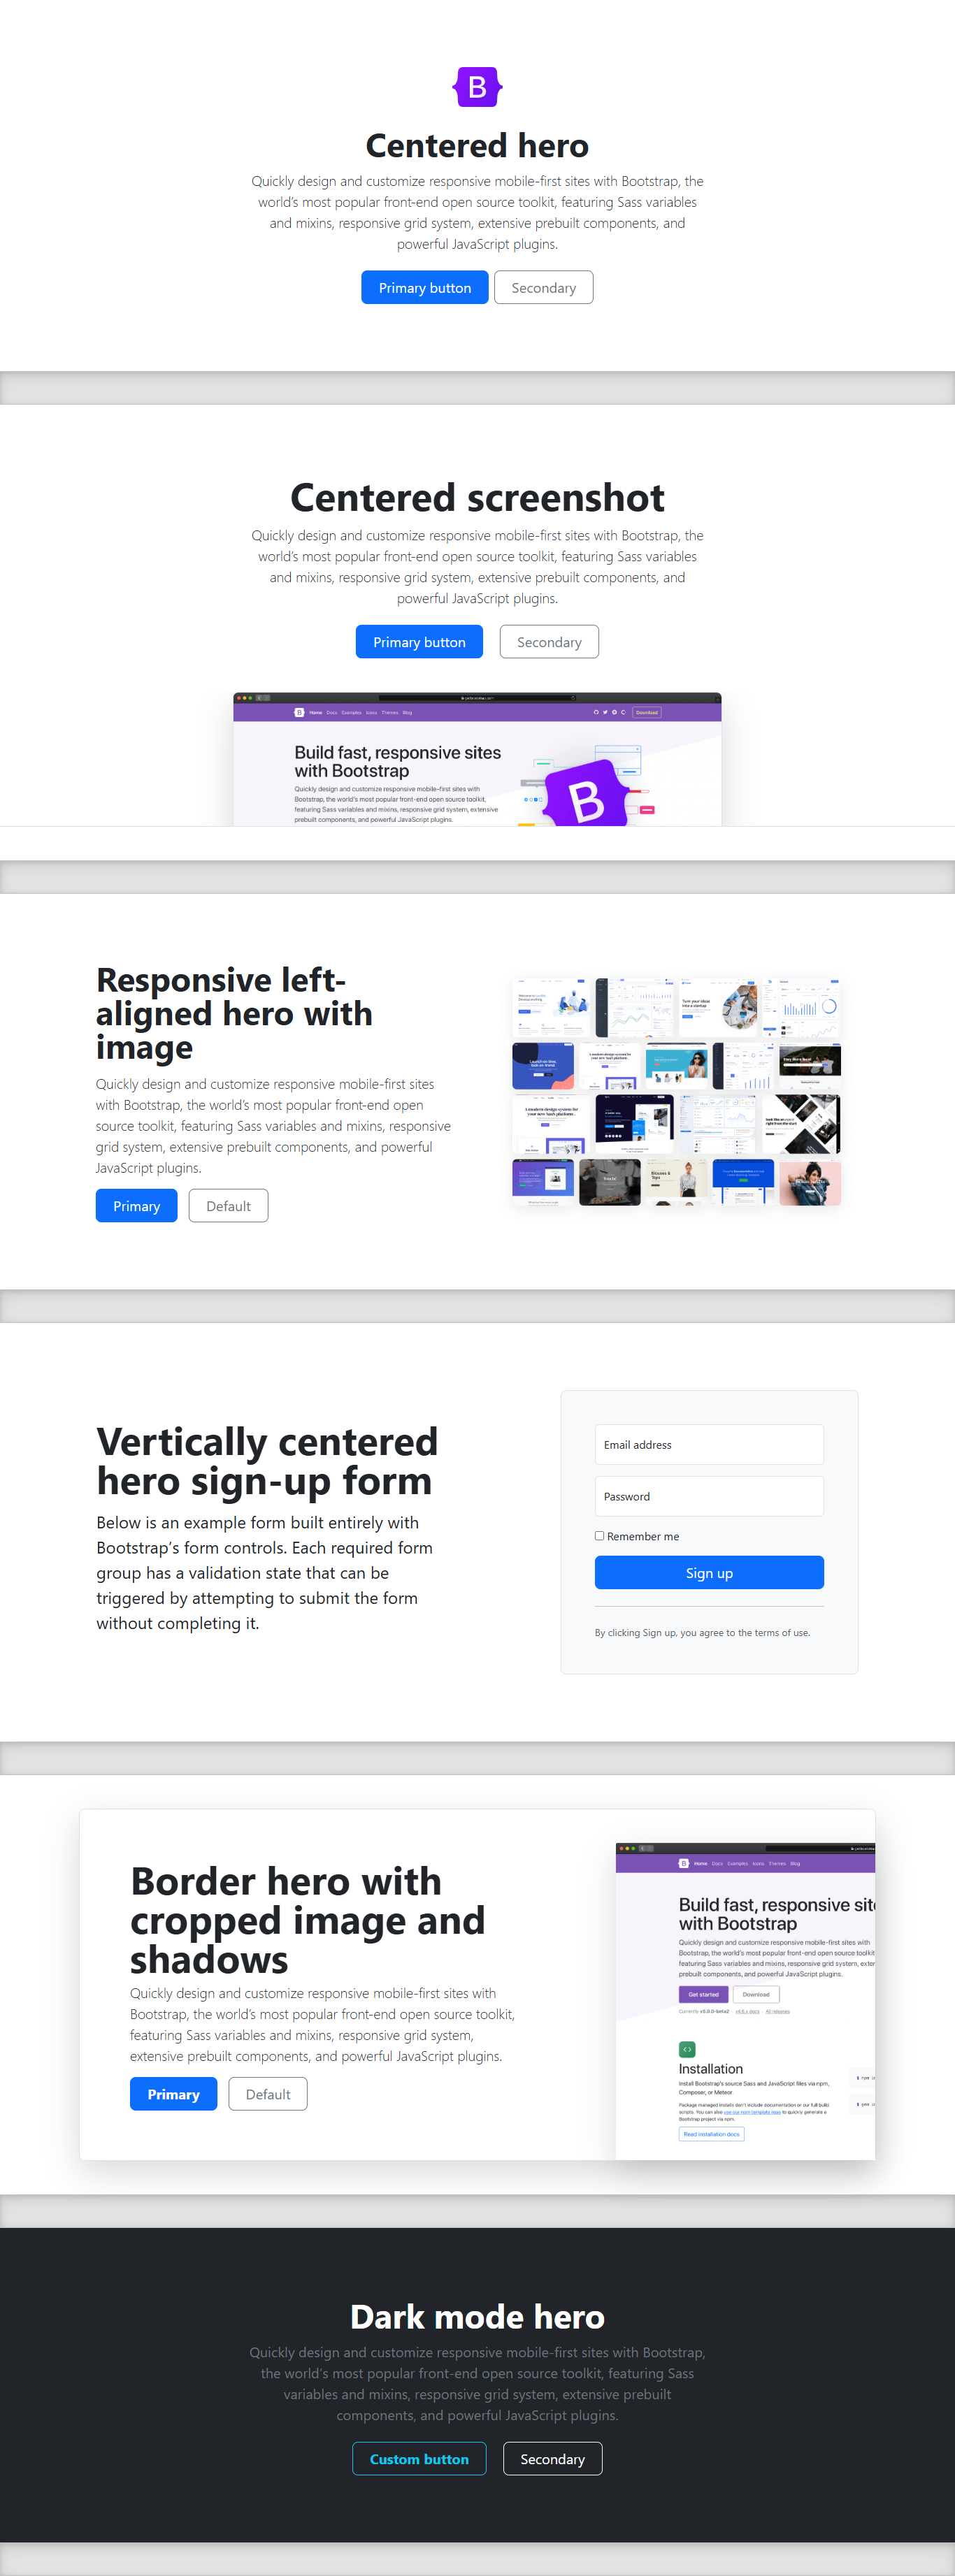 B
Centered hero
Quickly design and customize responsive mobile-first sites with Bootstrap, the
world’s most popular front-end open source toolkit, featuring Sass variables
and mixins, responsive grid system, extensive prebuilt components, and
powerful JavaScript plugins.
Primary button Secondary
Centered screenshot
Quickly design and customize responsive mobile-first sites with Bootstrap, the
world’s most popular front-end open source toolkit, featuring Sass variables
and mixins, responsive grid system, extensive prebuilt components, and
powerful JavaScript plugins.
Primary button Secondary
B Home Docs Examples Icons Themes Blog Download
Build fast, responsive sites
with Bootstrap
Quickly design and customize responsive mobile-first sites with
Bootstrap, the world's most popular front-end open source toolkit,
featuring Sass variables and mixins, responsive grid system, extensive
prebuilt components, and powerful JavaScript plugins.
B
Responsive left-
aligned hero with
image
Quickly design and customize responsive mobile-first sites
with Bootstrap, the world’s most popular front-end open
source toolkit, featuring Sass variables and mixins, responsive
grid system, extensive prebuilt components, and powerful
JavaScript plugins.
Primary Default
Turn your ideas
into a startup
Vertically centered
hero sign-up form
Below is an example form built entirely with
Bootstrap’s form controls. Each required form
group has a validation state that can be
triggered by attempting to submit the form
without completing it.
Email address
Password
Remember me
Sign up
By clicking Sign up, you agree to the terms of use.
Border hero with
cropped image and
shadows
Quickly design and customize responsive mobile-first sites with
Bootstrap, the world’s most popular front-end open source toolkit,
featuring Sass variables and mixins, responsive grid system,
extensive prebuilt components, and powerful JavaScript plugins.
Primary Default
B Home Docs Examples Icons Themes Blog
Build fast, responsive sit
with Bootstrap
Quickly design and customize responsive mobile-first sites with
Bootstrap, the world's most popular front-end open source toolkit
featuring Sass variables and mixins, responsive grid system, exter
prebuilt components, and powerful JavaScript plugins.
Get started Download
Currently v5.0.0-beta2 v4.6.x docs All releases
Installation
Install Bootstrap's source Sass and JavaScript files via npm,
Composer, or Meteor.
Package managed installs don't include documentation or our full build
scripts. You can also use our npm template repo to quickly generate a
Bootstrap project via npm.
Read installation docs
Dark mode hero
Quickly design and customize responsive mobile-first sites with Bootstrap,
the world’s most popular front-end open source toolkit, featuring Sass
variables and mixins, responsive grid system, extensive prebuilt
components, and powerful JavaScript plugins.
Custom button Secondary